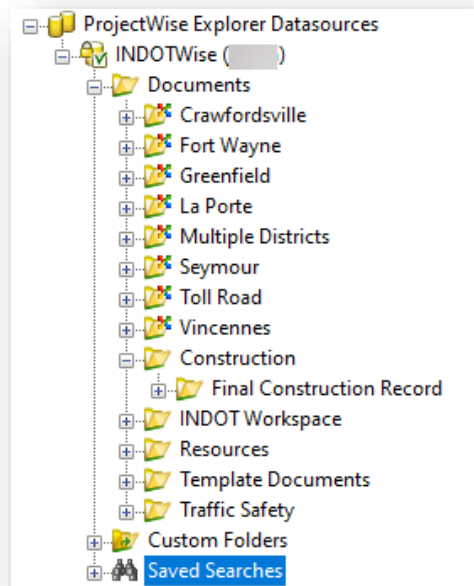 ProjectWise Explorer Datasources
INDOTWise ( )
Documents
Crawfordsville
Fort Wayne
Greenfield
La Porte
Multiple Districts
Seymour
Toll Road
Vincennes
Construction
Final Construction Record
INDOT Workspace
Resources
Template Documents
Traffic Safety
Custom Folders
Saved Searches